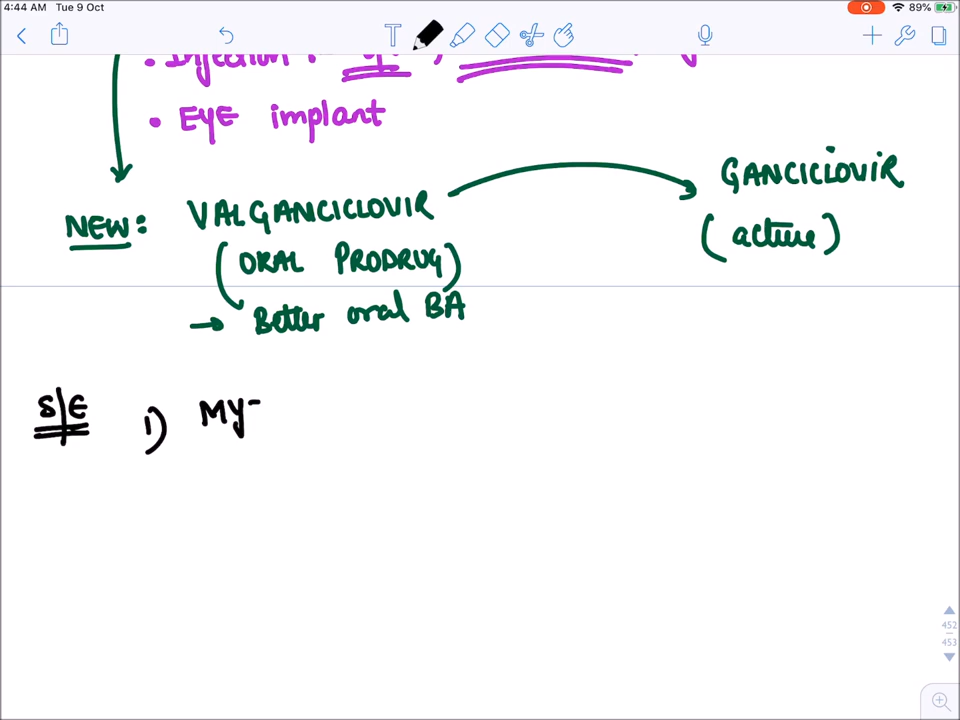 4:44 AM Tue 9 Oct
89%
T
• Injection :
• EYE implant
GANCICLOVIR
NEW: VALGANCICLOVIR
(active)
(ORAL PRODRUG)
→ Better oral BA
S/E 1) My-
452
453